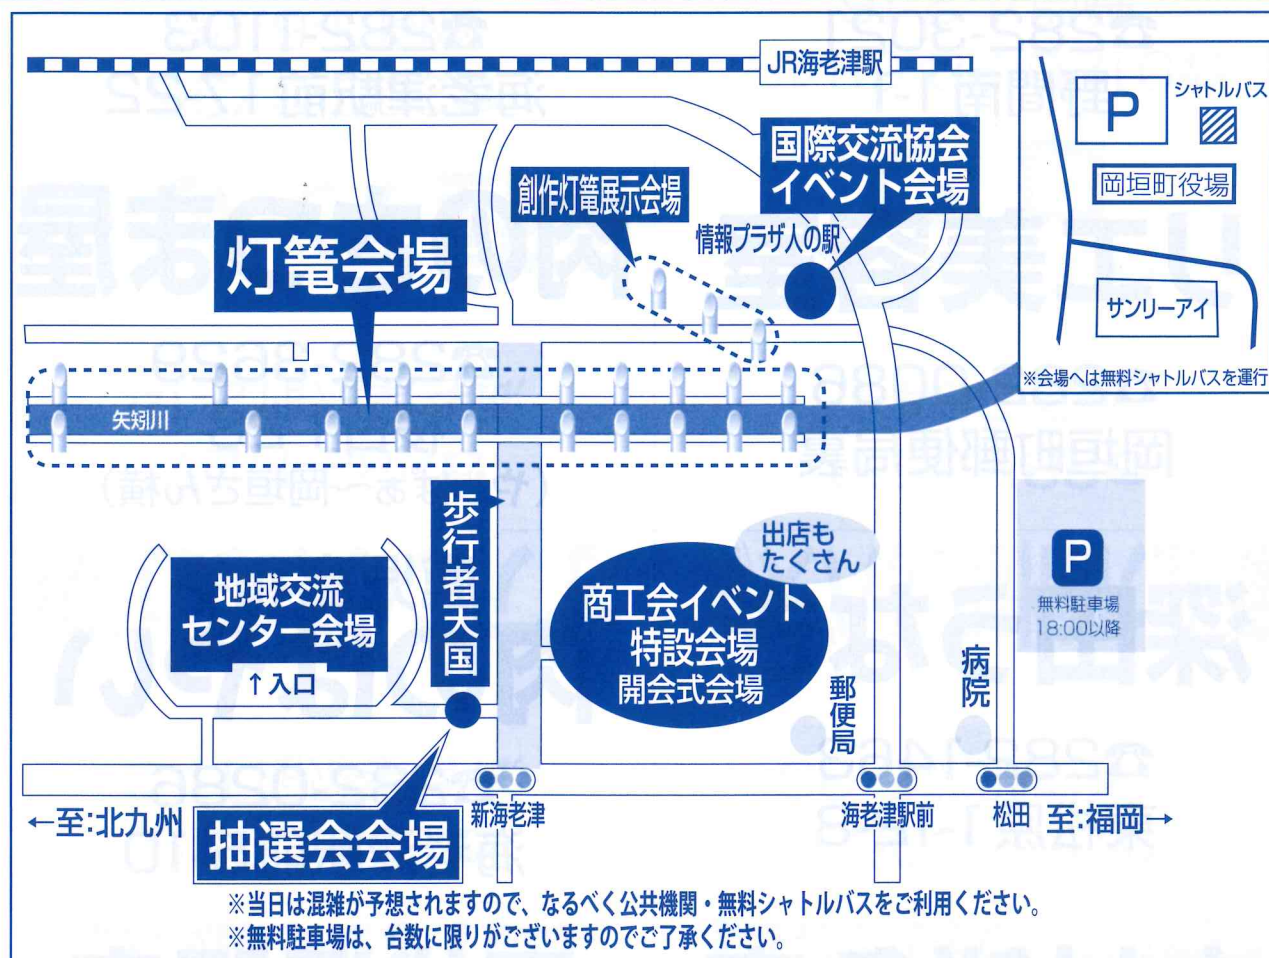 JR海老津駅
シャトルバス
P
岡垣町役場
サンリーアイ
※会場へは無料シャトルバスを運行
国際交流協会
イベント会場
創作灯篭展示会場
情報プラザ人の駅
灯篭会場
矢矧川
歩行者天国
出店も
たくさん
地域交流
センター会場
↑入口
商工会イベント
特設会場
開会式会場
P
無料駐車場
18:00以降
郵便局
病院
新海老津
海老津駅前
松田
←至:北九州
至:福岡→
抽選会会場
※当日は混雑が予想されますので、なるべく公共機関・無料シャトルバスをご利用ください。
※無料駐車場は、台数に限りがございますのでご了承ください。